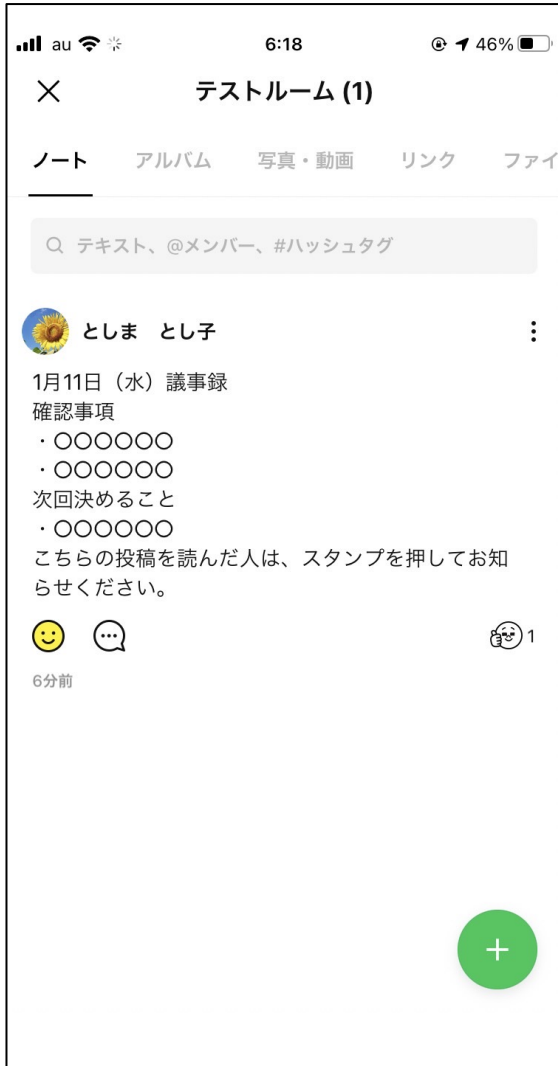 au 6:18 46%
テストルーム (1)
ノート アルバム 写真・動画 リンク ファイ
テキスト、@メンバー、#ハッシュタグ
としま とし子
1月11日（水）議事録
確認事項
・〇〇〇〇〇〇
・〇〇〇〇〇〇
次回決めること
・〇〇〇〇〇〇
こちらの投稿を読んだ人は、スタンプを押してお知
らせください。
1
6分前